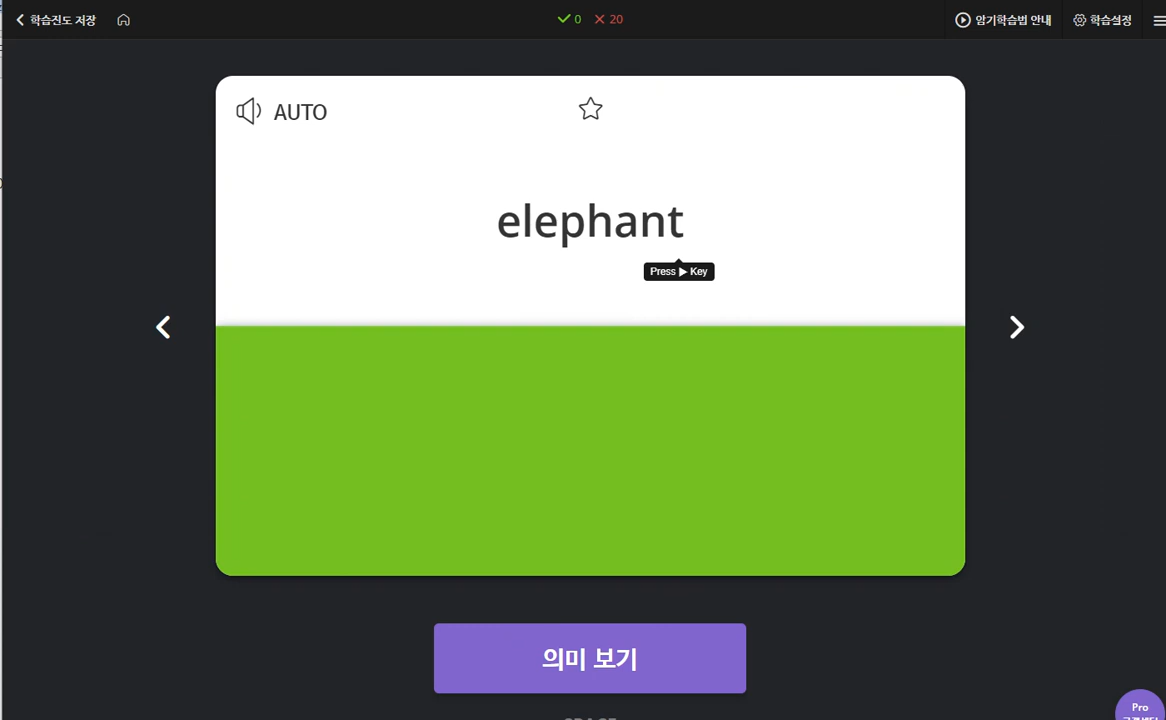 학습진도 저장
0 20
암기학습법 안내
학습설정
AUTO
elephant
Press ▶ Key
의미 보기
Pro